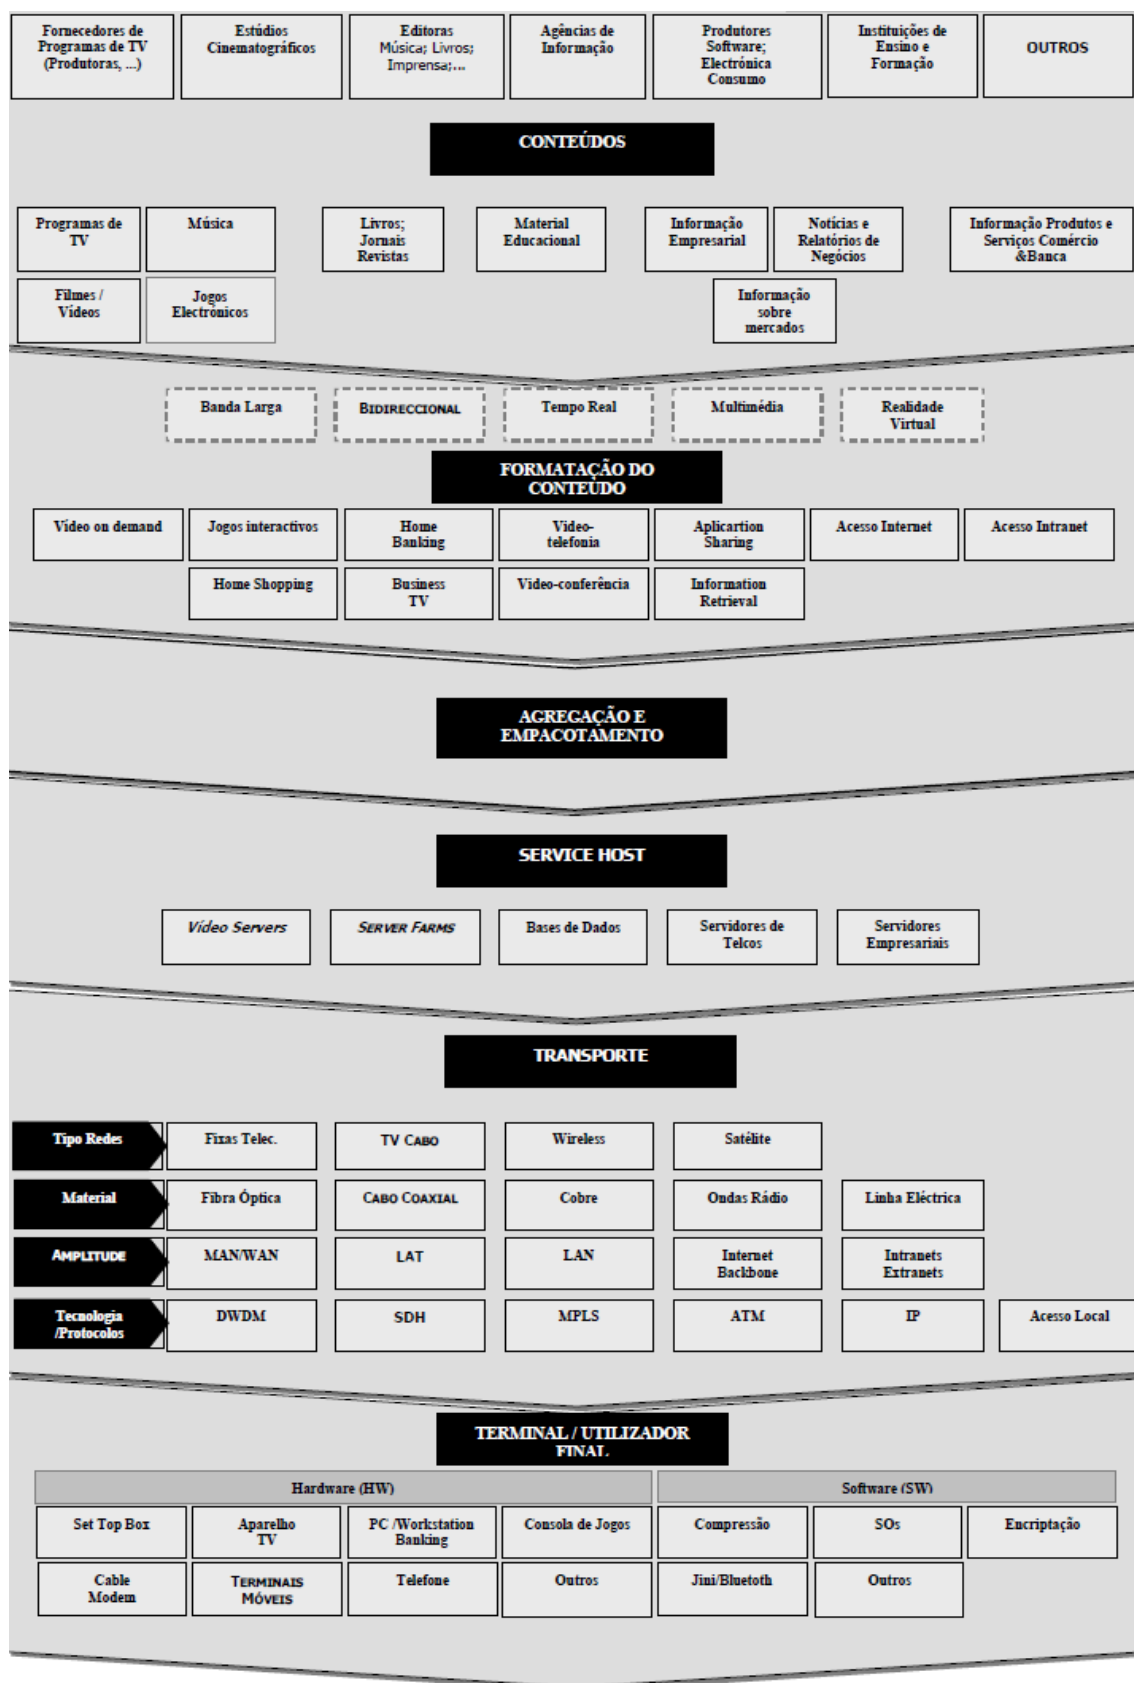 Fornecedores de
Programas de TV
(Produtoras, ...)
Estúdios
Cinematográficos
Editoras
Música; Livros;
Imprensa;...
Agências de
Informação
Produtores
Software;
Electrónica
Consumo
Instituições de
Ensino e
Formação
OUTROS
CONTEÚDOS
Programas de
TV
Música
Livros;
Jornais
Revistas
Material
Educacional
Informação
Empresarial
Notícias e
Relatórios de
Negócios
Informação Produtos e
Serviços Comércio
&Banca
Filmes /
Vídeos
Jogos
Electrónicos
Informação
sobre
mercados
Banda Larga
BIDIRECCIONAL
Tempo Real
Multimédia
Realidade
Virtual
FORMATAÇÃO DO
CONTEÚDO
Vídeo on demand
Jogos interactivos
Home
Banking
Vídeo-
telefonia
Aplicartion
Sharing
Acesso Internet
Acesso Intranet
Home Shopping
Business
TV
Vídeo-conferência
Information
Retrieval
AGREGAÇÃO E
EMPACOTAMENTO
SERVICE HOST
Vídeo Servers
SERVER FARMS
Bases de Dados
Servidores de
Telcos
Servidores
Empresariais
TRANSPORTE
Tipo Redes
Fixas Telec.
TV CABO
Wireless
Satélite
Material
Fibra Óptica
CABO COAXIAL
Cobre
Ondas Rádio
Linha Eléctrica
AMPLITUDE
MAN/WAN
LAT
LAN
Internet
Backbone
Intranets
Extranets
Tecnologia
/Protocolos
DWDM
SDH
MPLS
ATM
IP
Acesso Local
TERMINAL / UTILIZADOR
FINAL
Hardware (HW)
Software (SW)
Set Top Box
Aparelho
TV
PC /Workstation
Banking
Consola de Jogos
Compressão
SOs
Encriptação
Cable
Modem
TERMINAIS
MÓVEIS
Telefone
Outros
Jini/Bluetoth
Outros